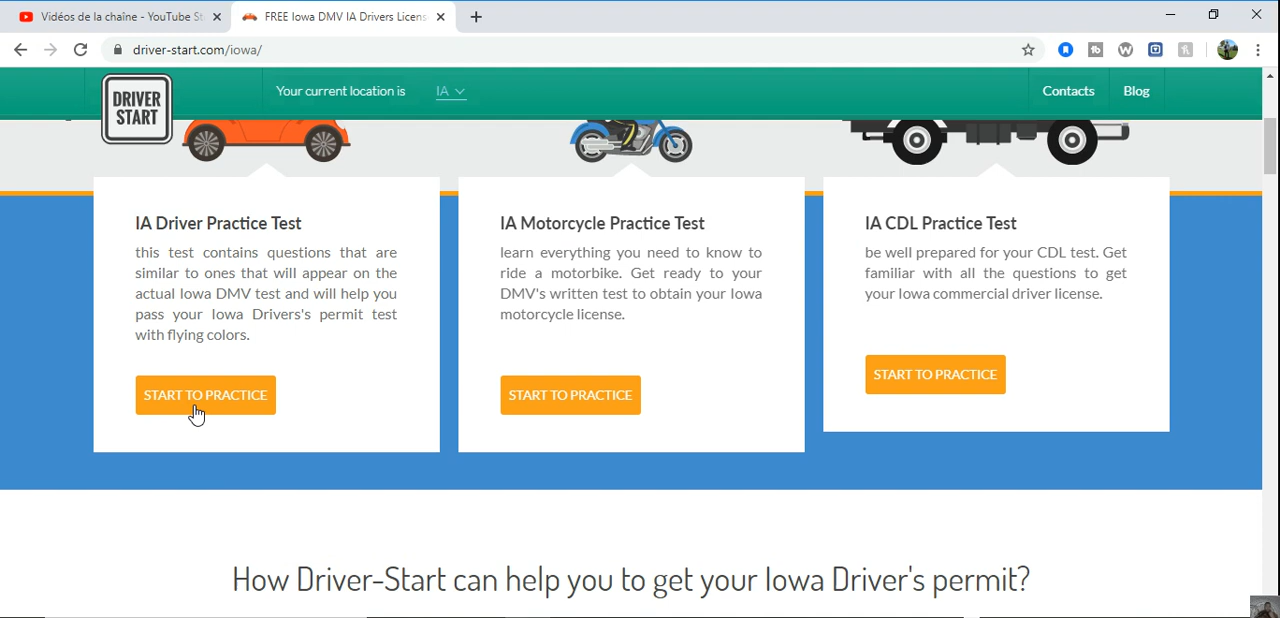 Vidéos de la chaîne - YouTube St
FREE Iowa DMV IA Drivers Licens
driver-start.com/iowa/
DRIVER
START
Your current location is
IA
Contacts
Blog
IA Driver Practice Test
this test contains questions that are
similar to ones that will appear on the
actual Iowa DMV test and will help you
pass your Iowa Drivers's permit test
with flying colors.
START TO PRACTICE
IA Motorcycle Practice Test
learn everything you need to know to
ride a motorbike. Get ready to your
DMV's written test to obtain your Iowa
motorcycle license.
START TO PRACTICE
IA CDL Practice Test
be well prepared for your CDL test. Get
familiar with all the questions to get
your Iowa commercial driver license.
START TO PRACTICE
How Driver-Start can help you to get your Iowa Driver's permit?